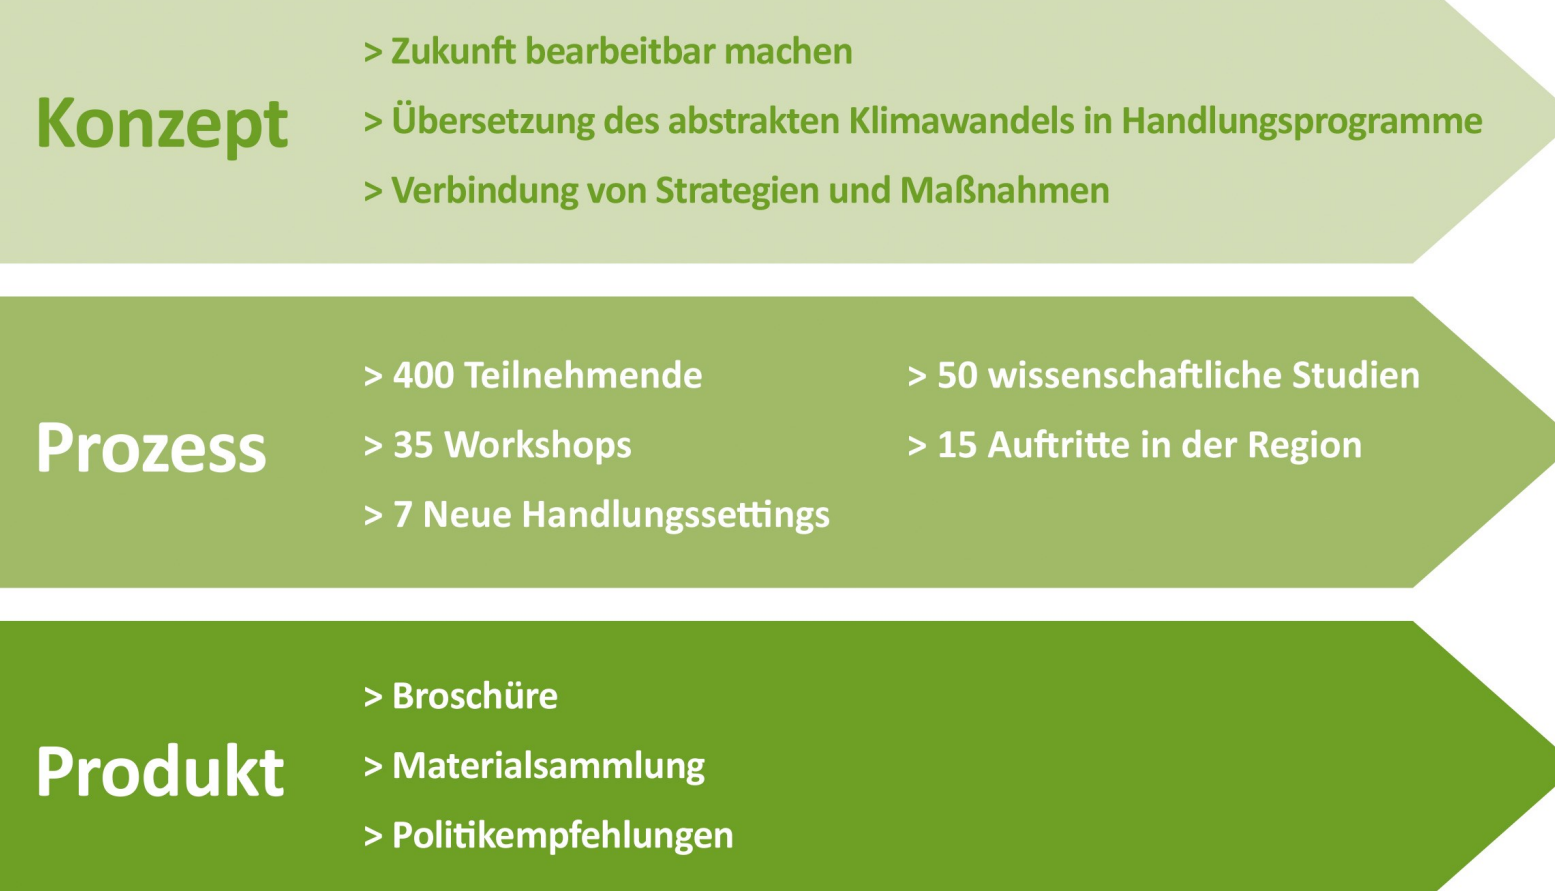 Konzept
> Zukunft bearbeitbar machen
> Übersetzung des abstrakten Klimawandels in Handlungsprogramme
> Verbindung von Strategien und Maßnahmen
Prozess
> 400 Teilnehmende
> 35 Workshops
> 7 Neue Handlungssettings
> 50 wissenschaftliche Studien
> 15 Auftritte in der Region
Produkt
> Broschüre
> Materialsammlung
> Politikempfehlungen